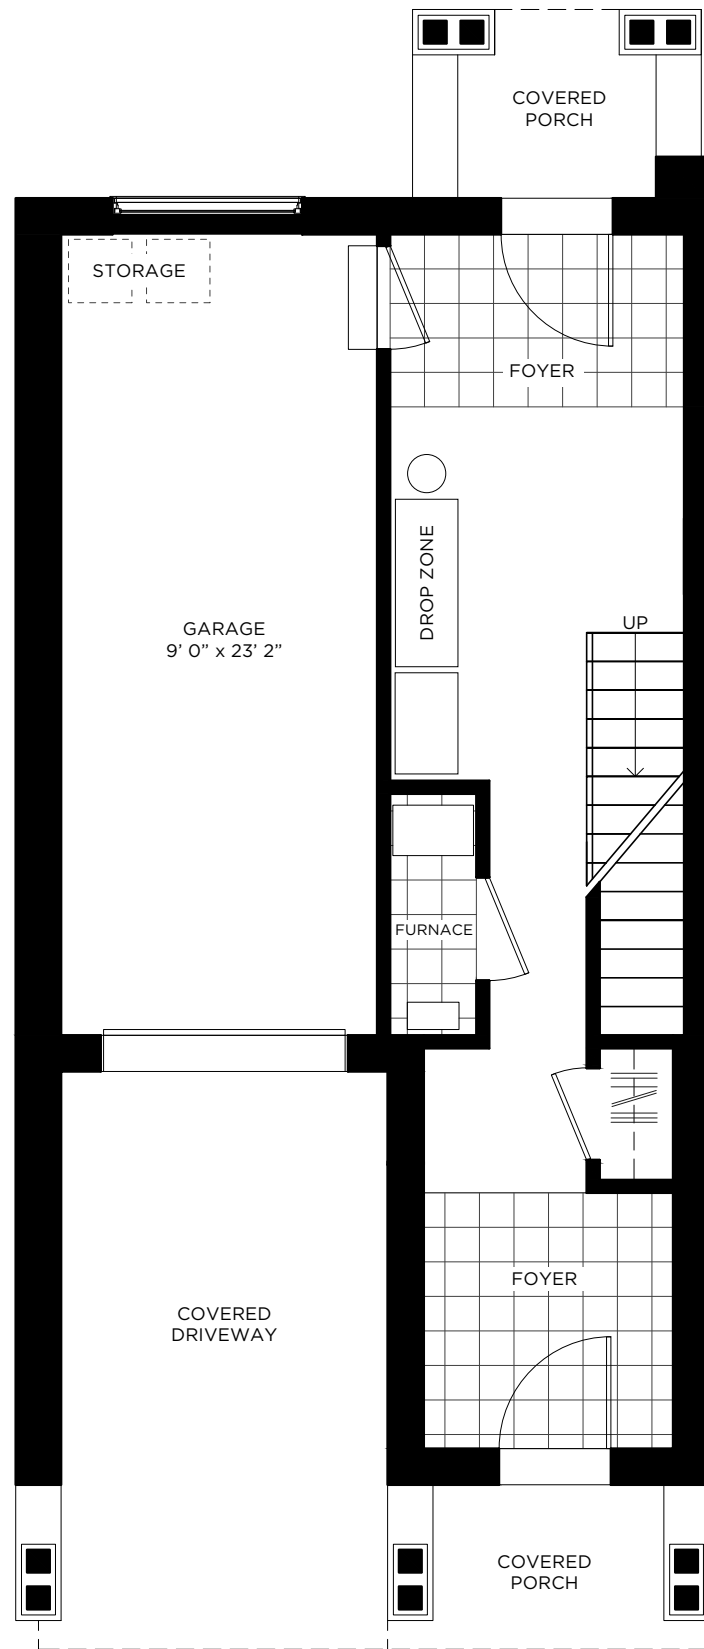 COVERED
PORCH
STORAGE
FOYER
DROP ZONE
GARAGE
9’ 0” x 23’ 2”
UP
FURNACE
FOYER
COVERED
DRIVEWAY
COVERED
PORCH